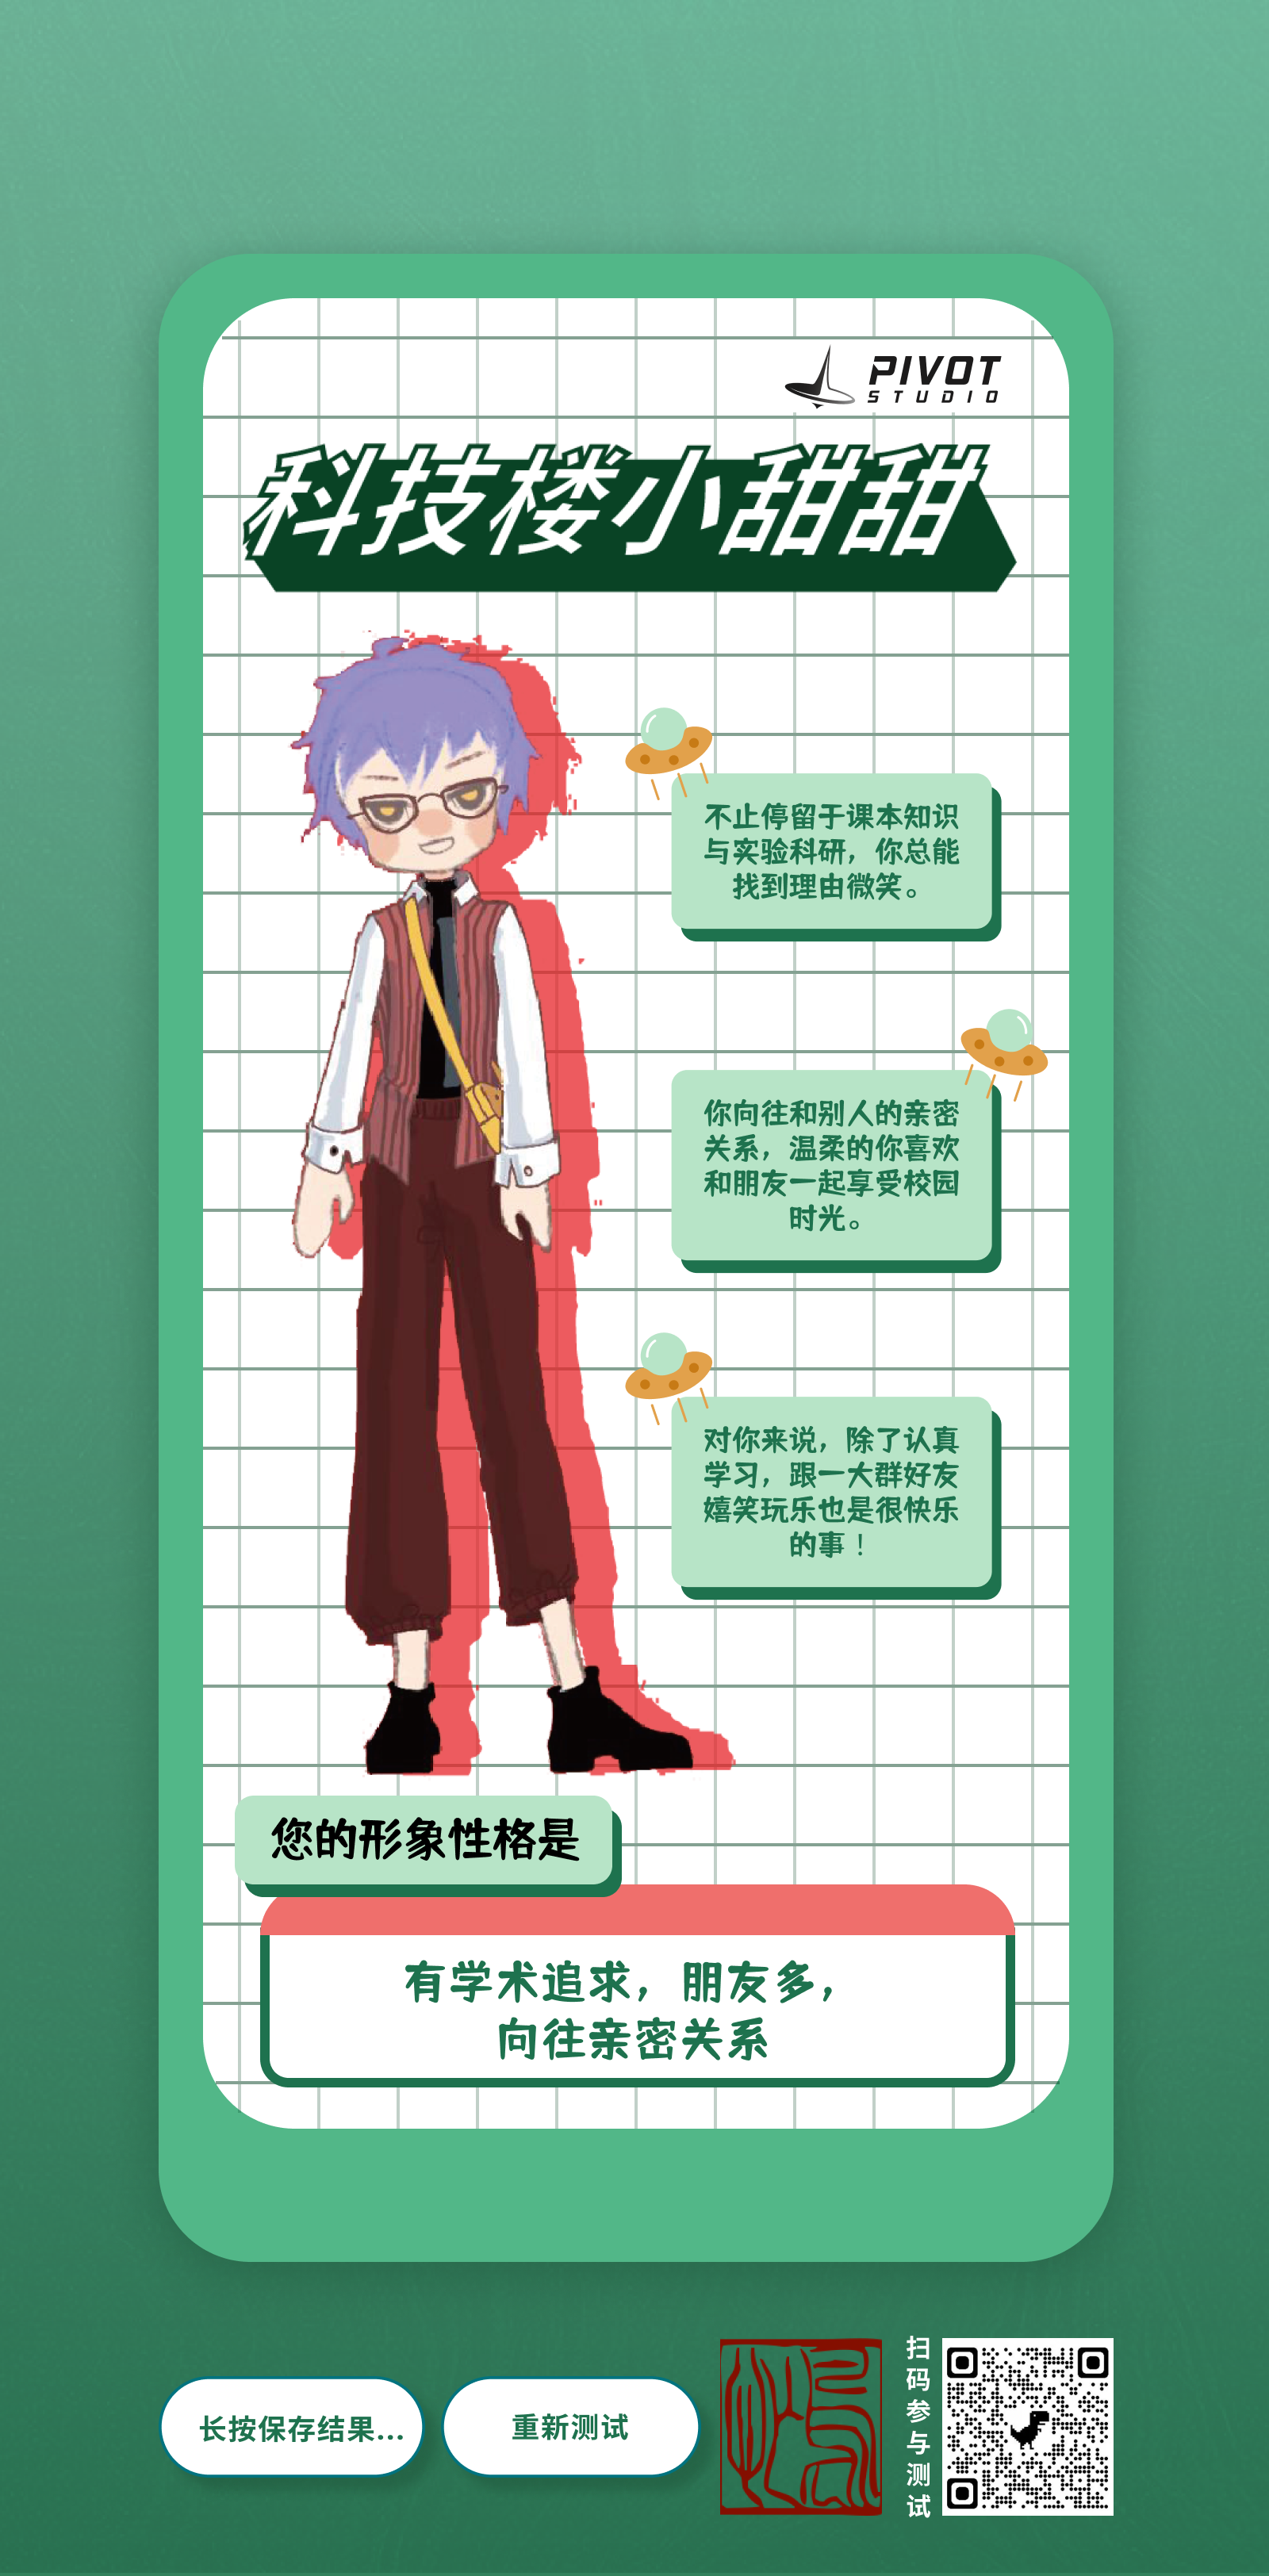 PIVOT
STUDIO
科技楼小甜甜
不止停留于课本知识
与实验科研，你总能
找到理由微笑。
你向往和别人的亲密
关系，温柔的你喜欢
和朋友一起享受校园
时光。
对你来说，除了认真
学习，跟一大群好友
嬉笑玩乐也是很快乐
的事！
您的形象性格是
有学术追求，朋友多，
向往亲密关系
长按保存结果...
重新测试
扫码参与测试